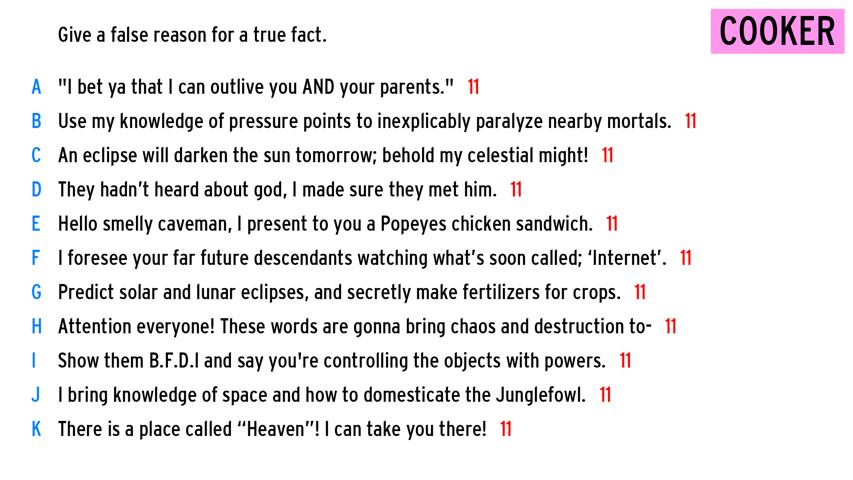 Give a false reason for a true fact.
COOKER
A "I bet ya that I can outlive you AND your parents." 11
B Use my knowledge of pressure points to inexplicably paralyze nearby mortals. 11
C An eclipse will darken the sun tomorrow; behold my celestial might! 11
D They hadn't heard about god, I made sure they met him. 11
E Hello smelly caveman, I present to you a Popeyes chicken sandwich. 11
F I foresee your far future descendants watching what's soon called; ‘Internet’. 11
G Predict solar and lunar eclipses, and secretly make fertilizers for crops. 11
H Attention everyone! These words are gonna bring chaos and destruction to- 11
I Show them B.F.D.I and say you're controlling the objects with powers. 11
J I bring knowledge of space and how to domesticate the Junglefowl. 11
K There is a place called “Heaven”! I can take you there! 11